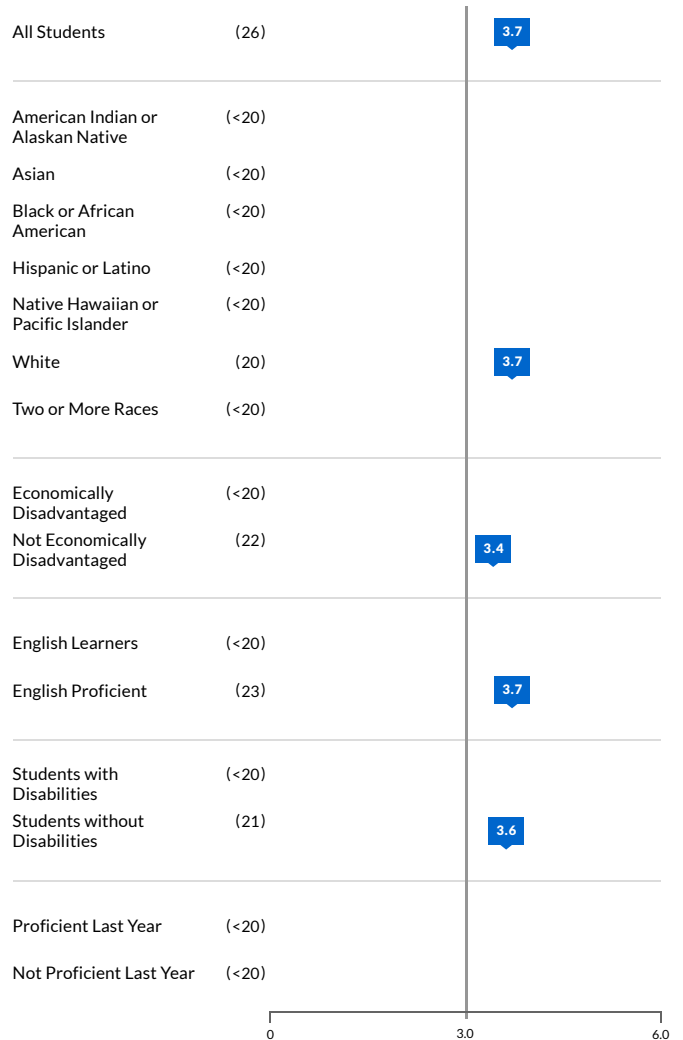 All Students (26) 3.7
American Indian or (<20)
Alaskan Native
Asian (<20)
Black or African (<20)
American
Hispanic or Latino (<20)
Native Hawaiian or (<20)
Pacific Islander
White (20) 3.7
Two or More Races (<20)
Economically (<20)
Disadvantaged
Not Economically (22) 3.4
Disadvantaged
English Learners (<20)
English Proficient (23) 3.7
Students with (<20)
Disabilities
Students without (21) 3.6
Disabilities
Proficient Last Year (<20)
Not Proficient Last Year (<20)
0 3.0 6.0